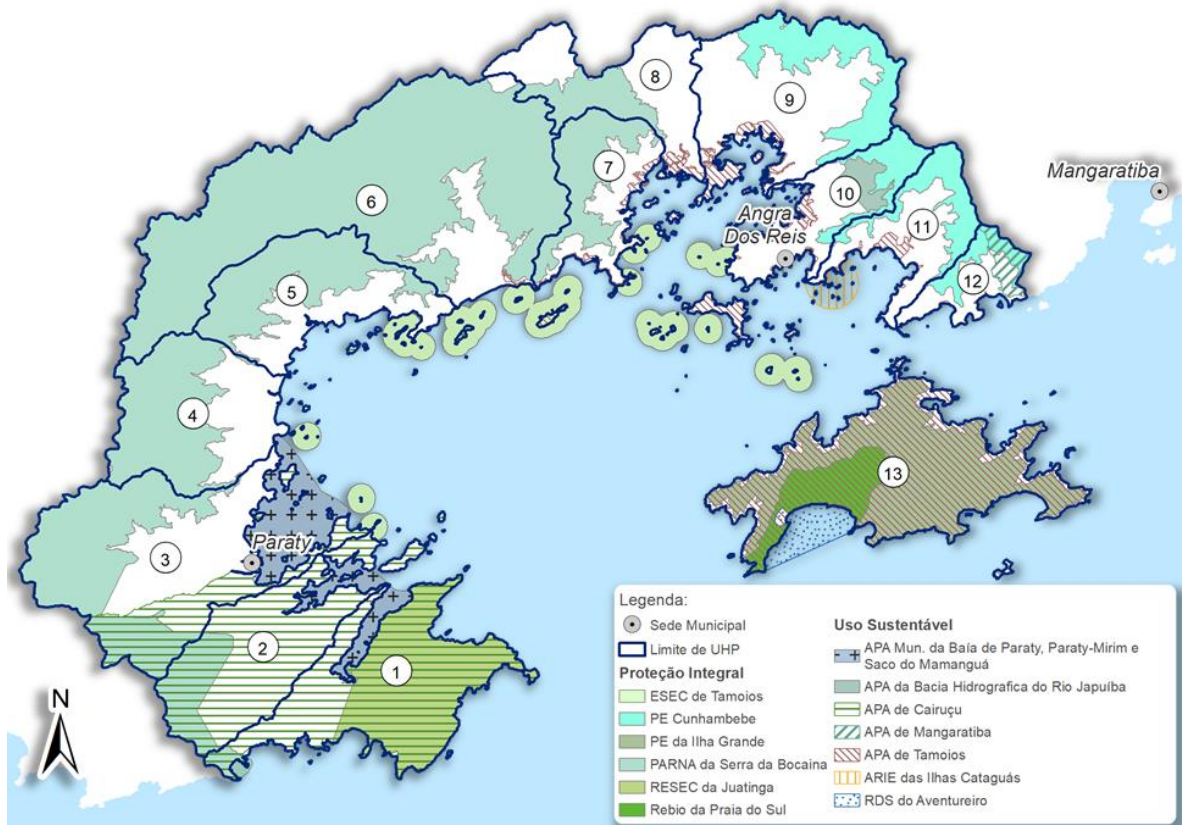 8
9
Mangaratiba
7
10
6
Angra
Dos Reis
11
12
5
4
13
3
Paraty
2
1
N
Legenda:
Sede Municipal
Limite de UHP
Proteção Integral
ESEC de Tamoios
PE Cunhambebe
PE da Ilha Grande
PARNA da Serra da Bocaina
RESEC da Juatinga
Rebio da Praia do Sul
Uso Sustentável
APA Mun. da Baía de Paraty, Paraty-Mirim e
Saco do Mamanguá
APA da Bacia Hidrografica do Rio Japuíba
APA de Cairuçu
APA de Mangaratiba
APA de Tamoios
ARIE das Ilhas Cataguás
RDS do Aventureiro